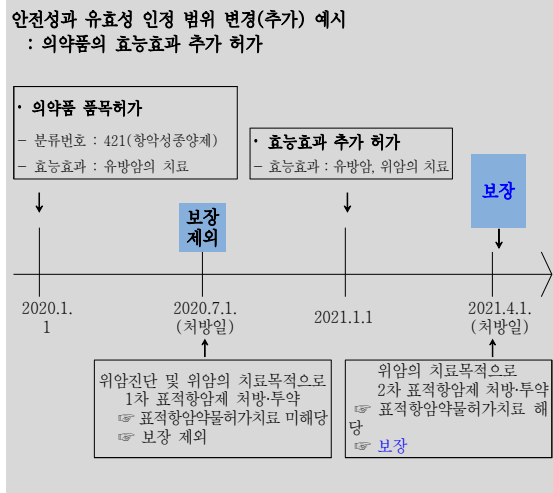 안전성과 유효성 인정 범위 변경(추가) 예시
: 의약품의 효능효과 추가 허가
· 의약품 품목허가
- 분류번호 : 421(항악성종양제)
- 효능효과 : 유방암의 치료
· 효능효과 추가 허가
- 효능효과 : 유방암, 위암의 치료
보장
제외
보장
2020.1.
1
2020.7.1.
(처방일)
2021.1.1
2021.4.1.
(처방일)
위암진단 및 위암의 치료목적으로
1차 표적항암제 처방·투약
☞ 표적항암약물허가치료 미해당
☞ 보장 제외
위암의 치료목적으로
2차 표적항암제 처방·투약
☞ 표적항암약물허가치료 해
당
☞ 보장